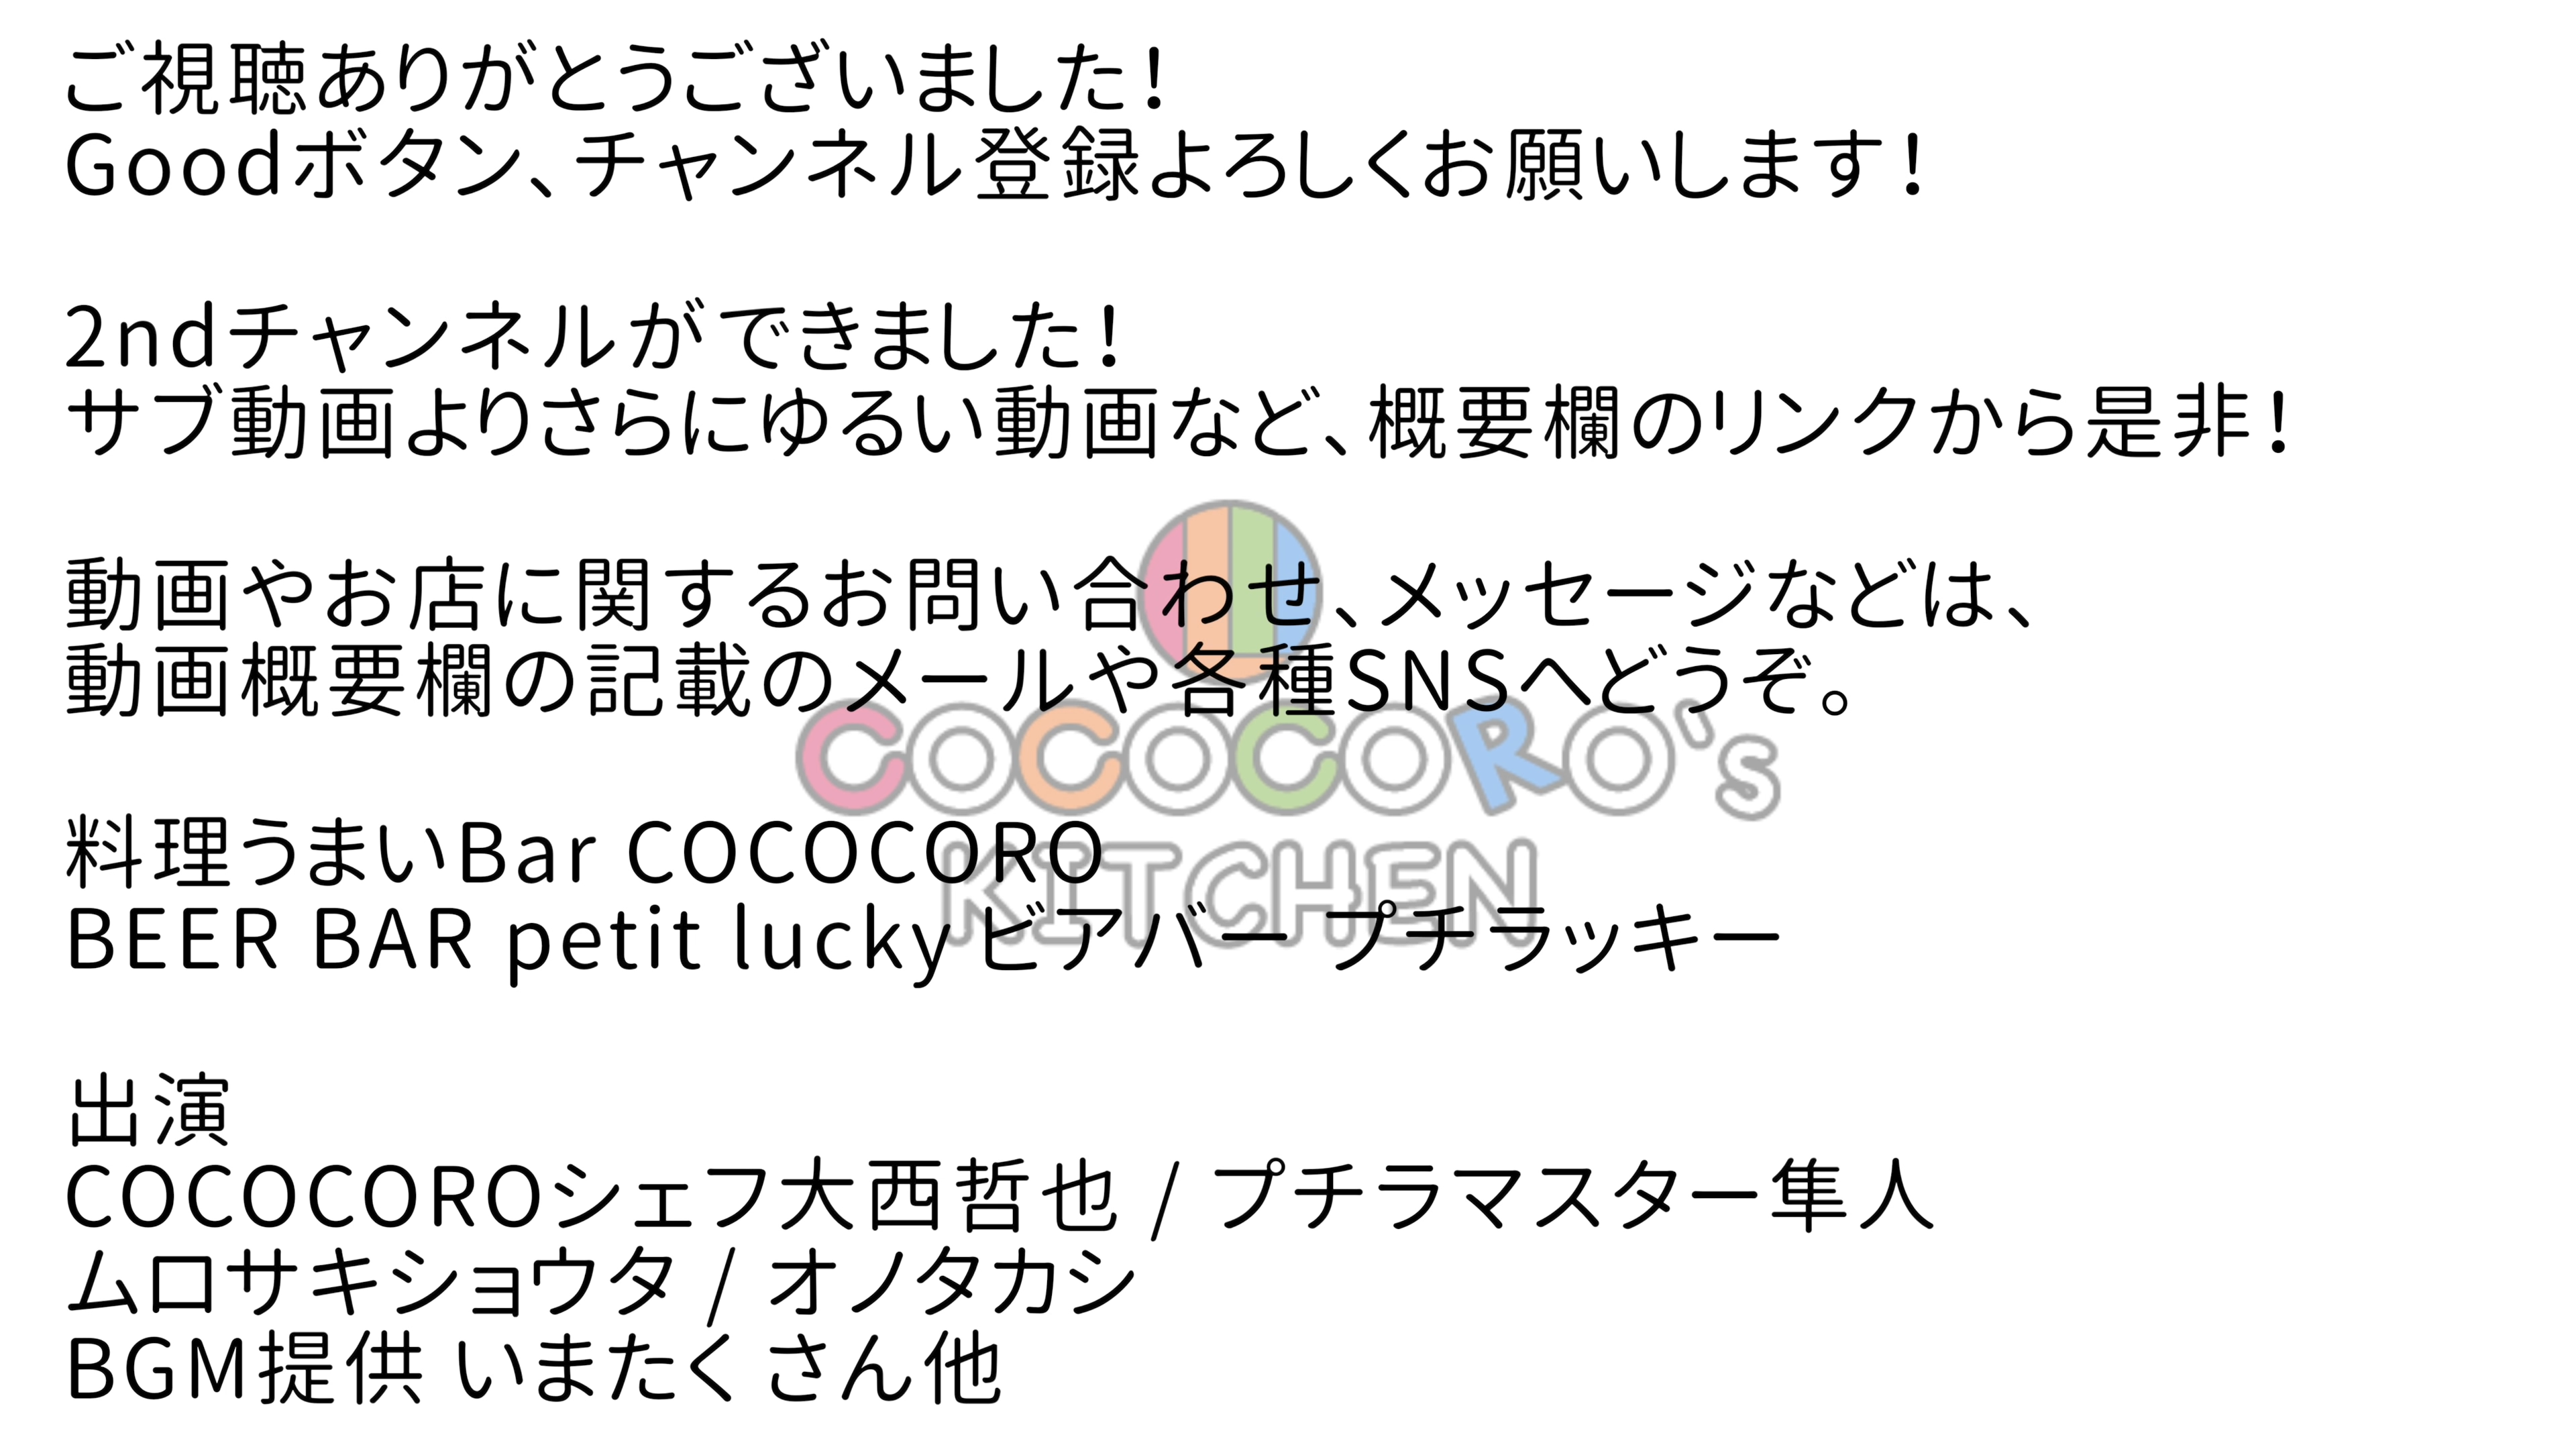 ご視聴ありがとうございました！
Goodボタン、チャンネル登録よろしくお願いします！
2ndチャンネルができました！
サブ動画よりさらにゆるい動画など、概要欄のリンクから是非！
動画やお店に関するお問い合わせ、メッセージなどは、
動画概要欄の記載のメールや各種SNSへどうぞ。
COCOCORO's
KITCHEN
料理うまいBar COCOCORO
BEER BAR petit lucky ビアバー プチラッキー
出演
COCOCOROシェフ大西哲也 / プチラマスター隼人
ムロサキショウタ / オノタカシ
BGM提供 いまたく さん他